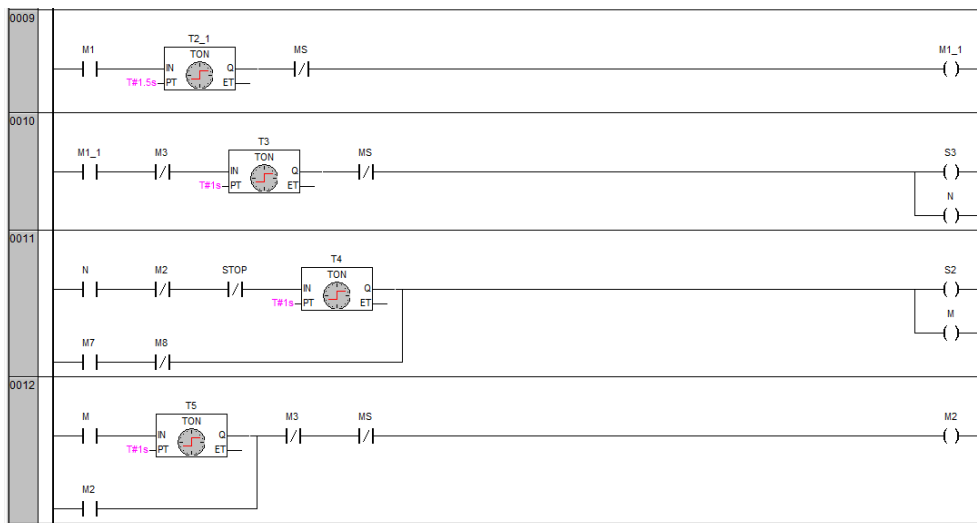 0009
T2_1
M1 TON MS M1_1
IN Q
T#1.5s PT ET
0010
T3
M1_1 M3 TON MS S3
IN Q
T#1s PT ET
N
0011
T4
N M2 STOP TON S2
IN Q
T#1s PT ET
M
M7 M8
0012
T5
M TON M3 MS M2
IN Q
T#1s PT ET
M2